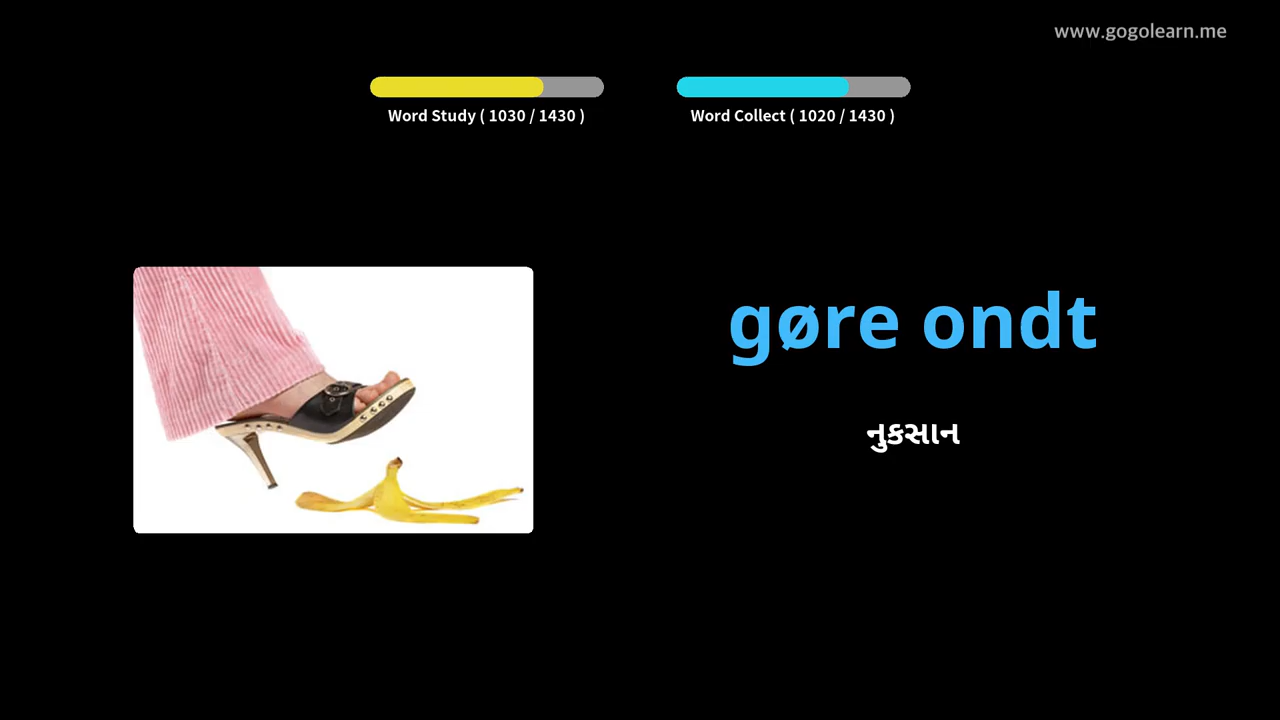 www.gogolearn.me
Word Study ( 1030 / 1430 )
Word Collect ( 1020 / 1430 )
gøre ondt
નુકસાન